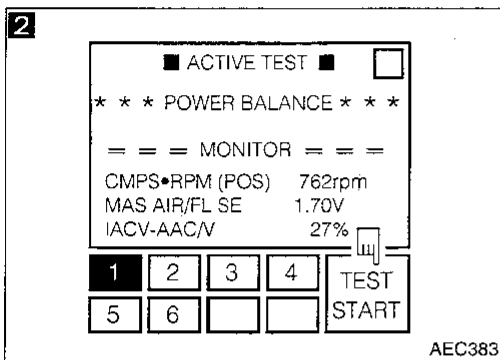 2
■ ACTIVE TEST ■
* * * POWER BALANCE * * *
= = = MONITOR = = =
CMPS•RPM (POS) 762rpm
MAS AIR/FL SE 1.70V
IACV-AAC/V 27%
1 2 3 4 TEST START
5 6
AEC383